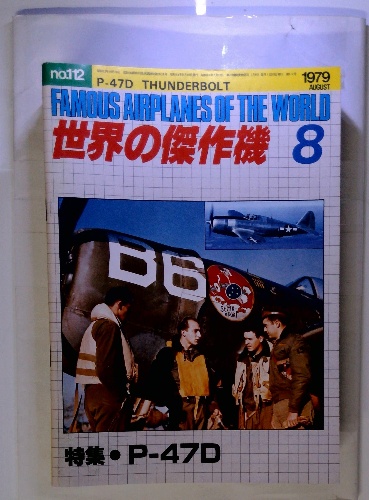 no.112
P-47D THUNDERBOLT
1979
AUGUST
FAMOUS AIRPLANES OF THE WORLD
世界の傑作機 8
B6
特集・P-47D